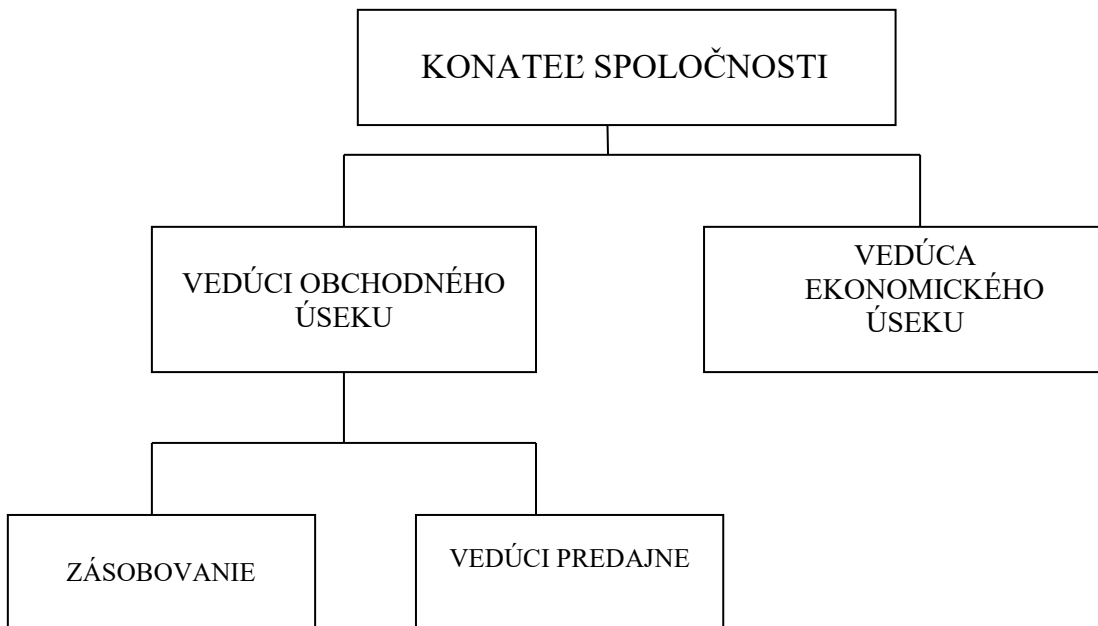 KONATEĽ SPOLOČNOSTI
VEDÚCI OBCHODNÉHO
ÚSEKU
VEDÚCA
EKONOMICKÉHO
ÚSEKU
ZÁSOBOVANIE
VEDÚCI PREDAJNE